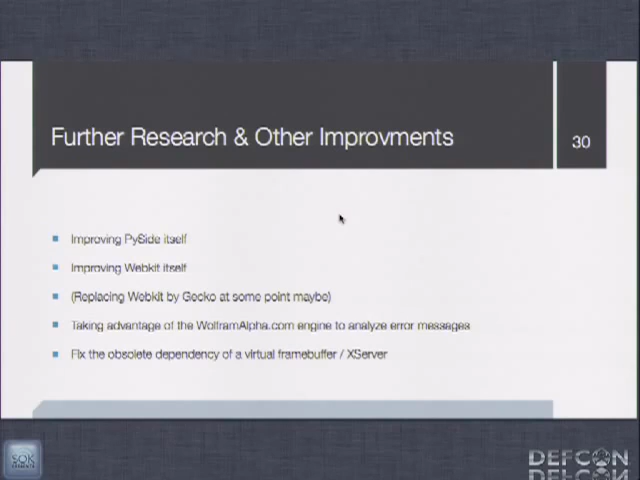 Further Research & Other Improvments
30
Improving PySide itself
Improving Webkit itself
(Replacing Webkit by Gecko at some point maybe)
Taking advantage of the WolframAlpha.com engine to analyze error messages
Fix the obsolete dependency of a virtual framebuffer / XServer
SOK
DEFCON